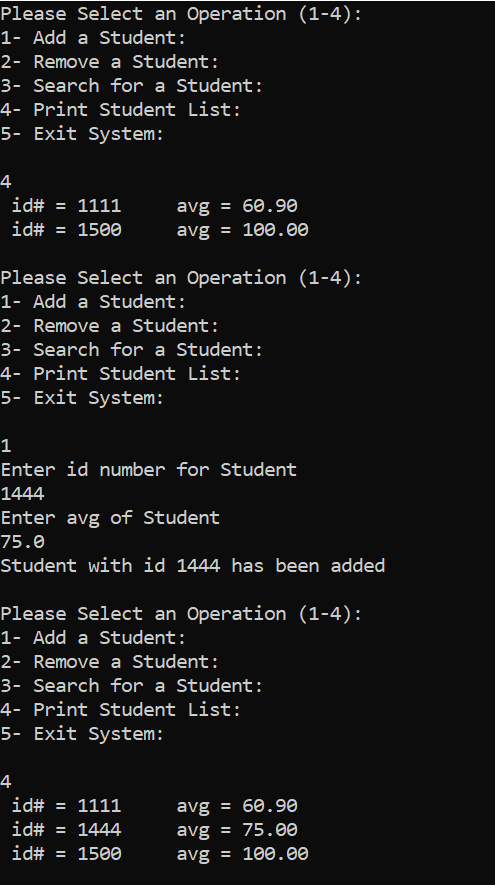 Please Select an Operation (1-4):
1- Add a Student:
2- Remove a Student:
3- Search for a Student:
4- Print Student List:
5- Exit System:

4
 id# = 1111     avg = 60.90
 id# = 1500     avg = 100.00

Please Select an Operation (1-4):
1- Add a Student:
2- Remove a Student:
3- Search for a Student:
4- Print Student List:
5- Exit System:

1
Enter id number for Student
1444
Enter avg of Student
75.0
Student with id 1444 has been added

Please Select an Operation (1-4):
1- Add a Student:
2- Remove a Student:
3- Search for a Student:
4- Print Student List:
5- Exit System:

4
 id# = 1111     avg = 60.90
 id# = 1444     avg = 75.00
 id# = 1500     avg = 100.00